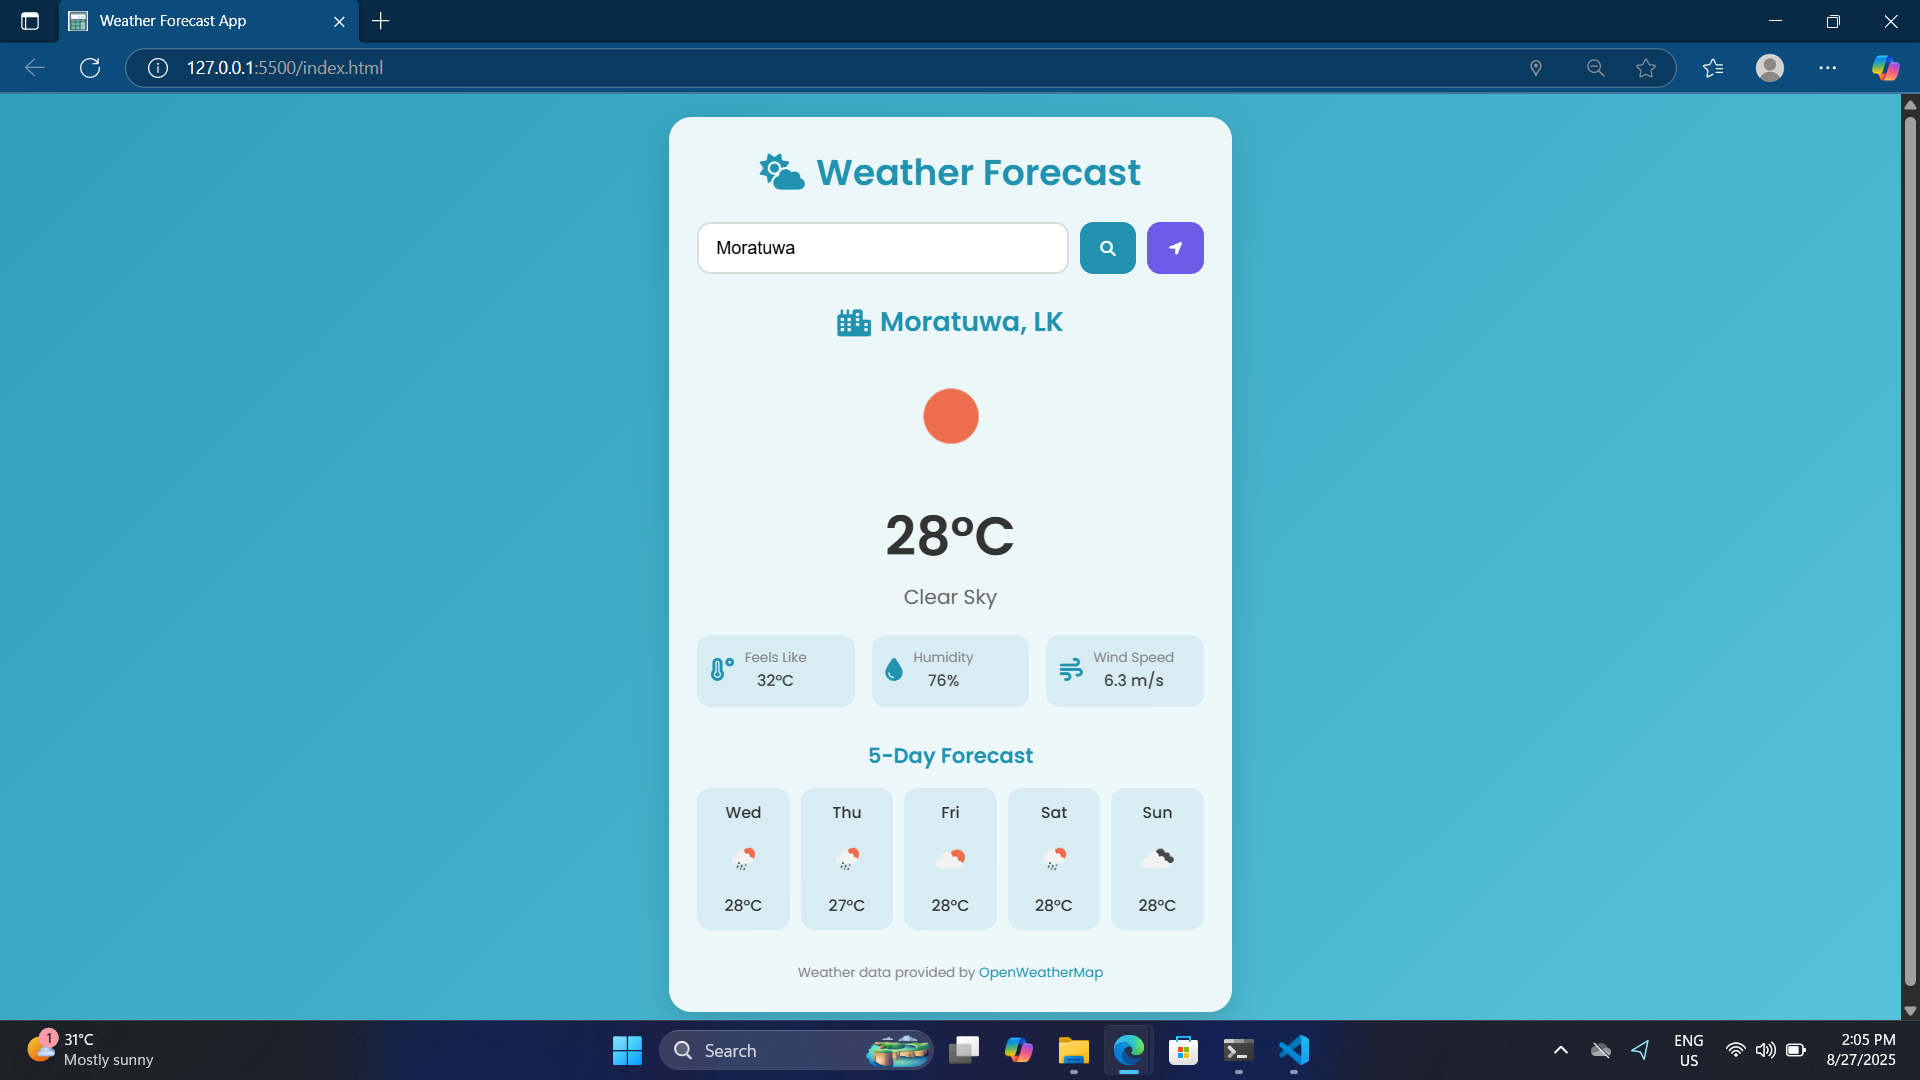 Weather Forecast App
127.0.0.1:5500/index.html
Weather Forecast
Moratuwa
Moratuwa, LK
28°C
Clear Sky
Feels Like
32°C
Humidity
76%
Wind Speed
6.3 m/s
5-Day Forecast
Wed
28°C
Thu
27°C
Fri
28°C
Sat
28°C
Sun
28°C
Weather data provided by OpenWeatherMap
1
31°C
Mostly sunny
Search
ENG
US
2:05 PM
8/27/2025